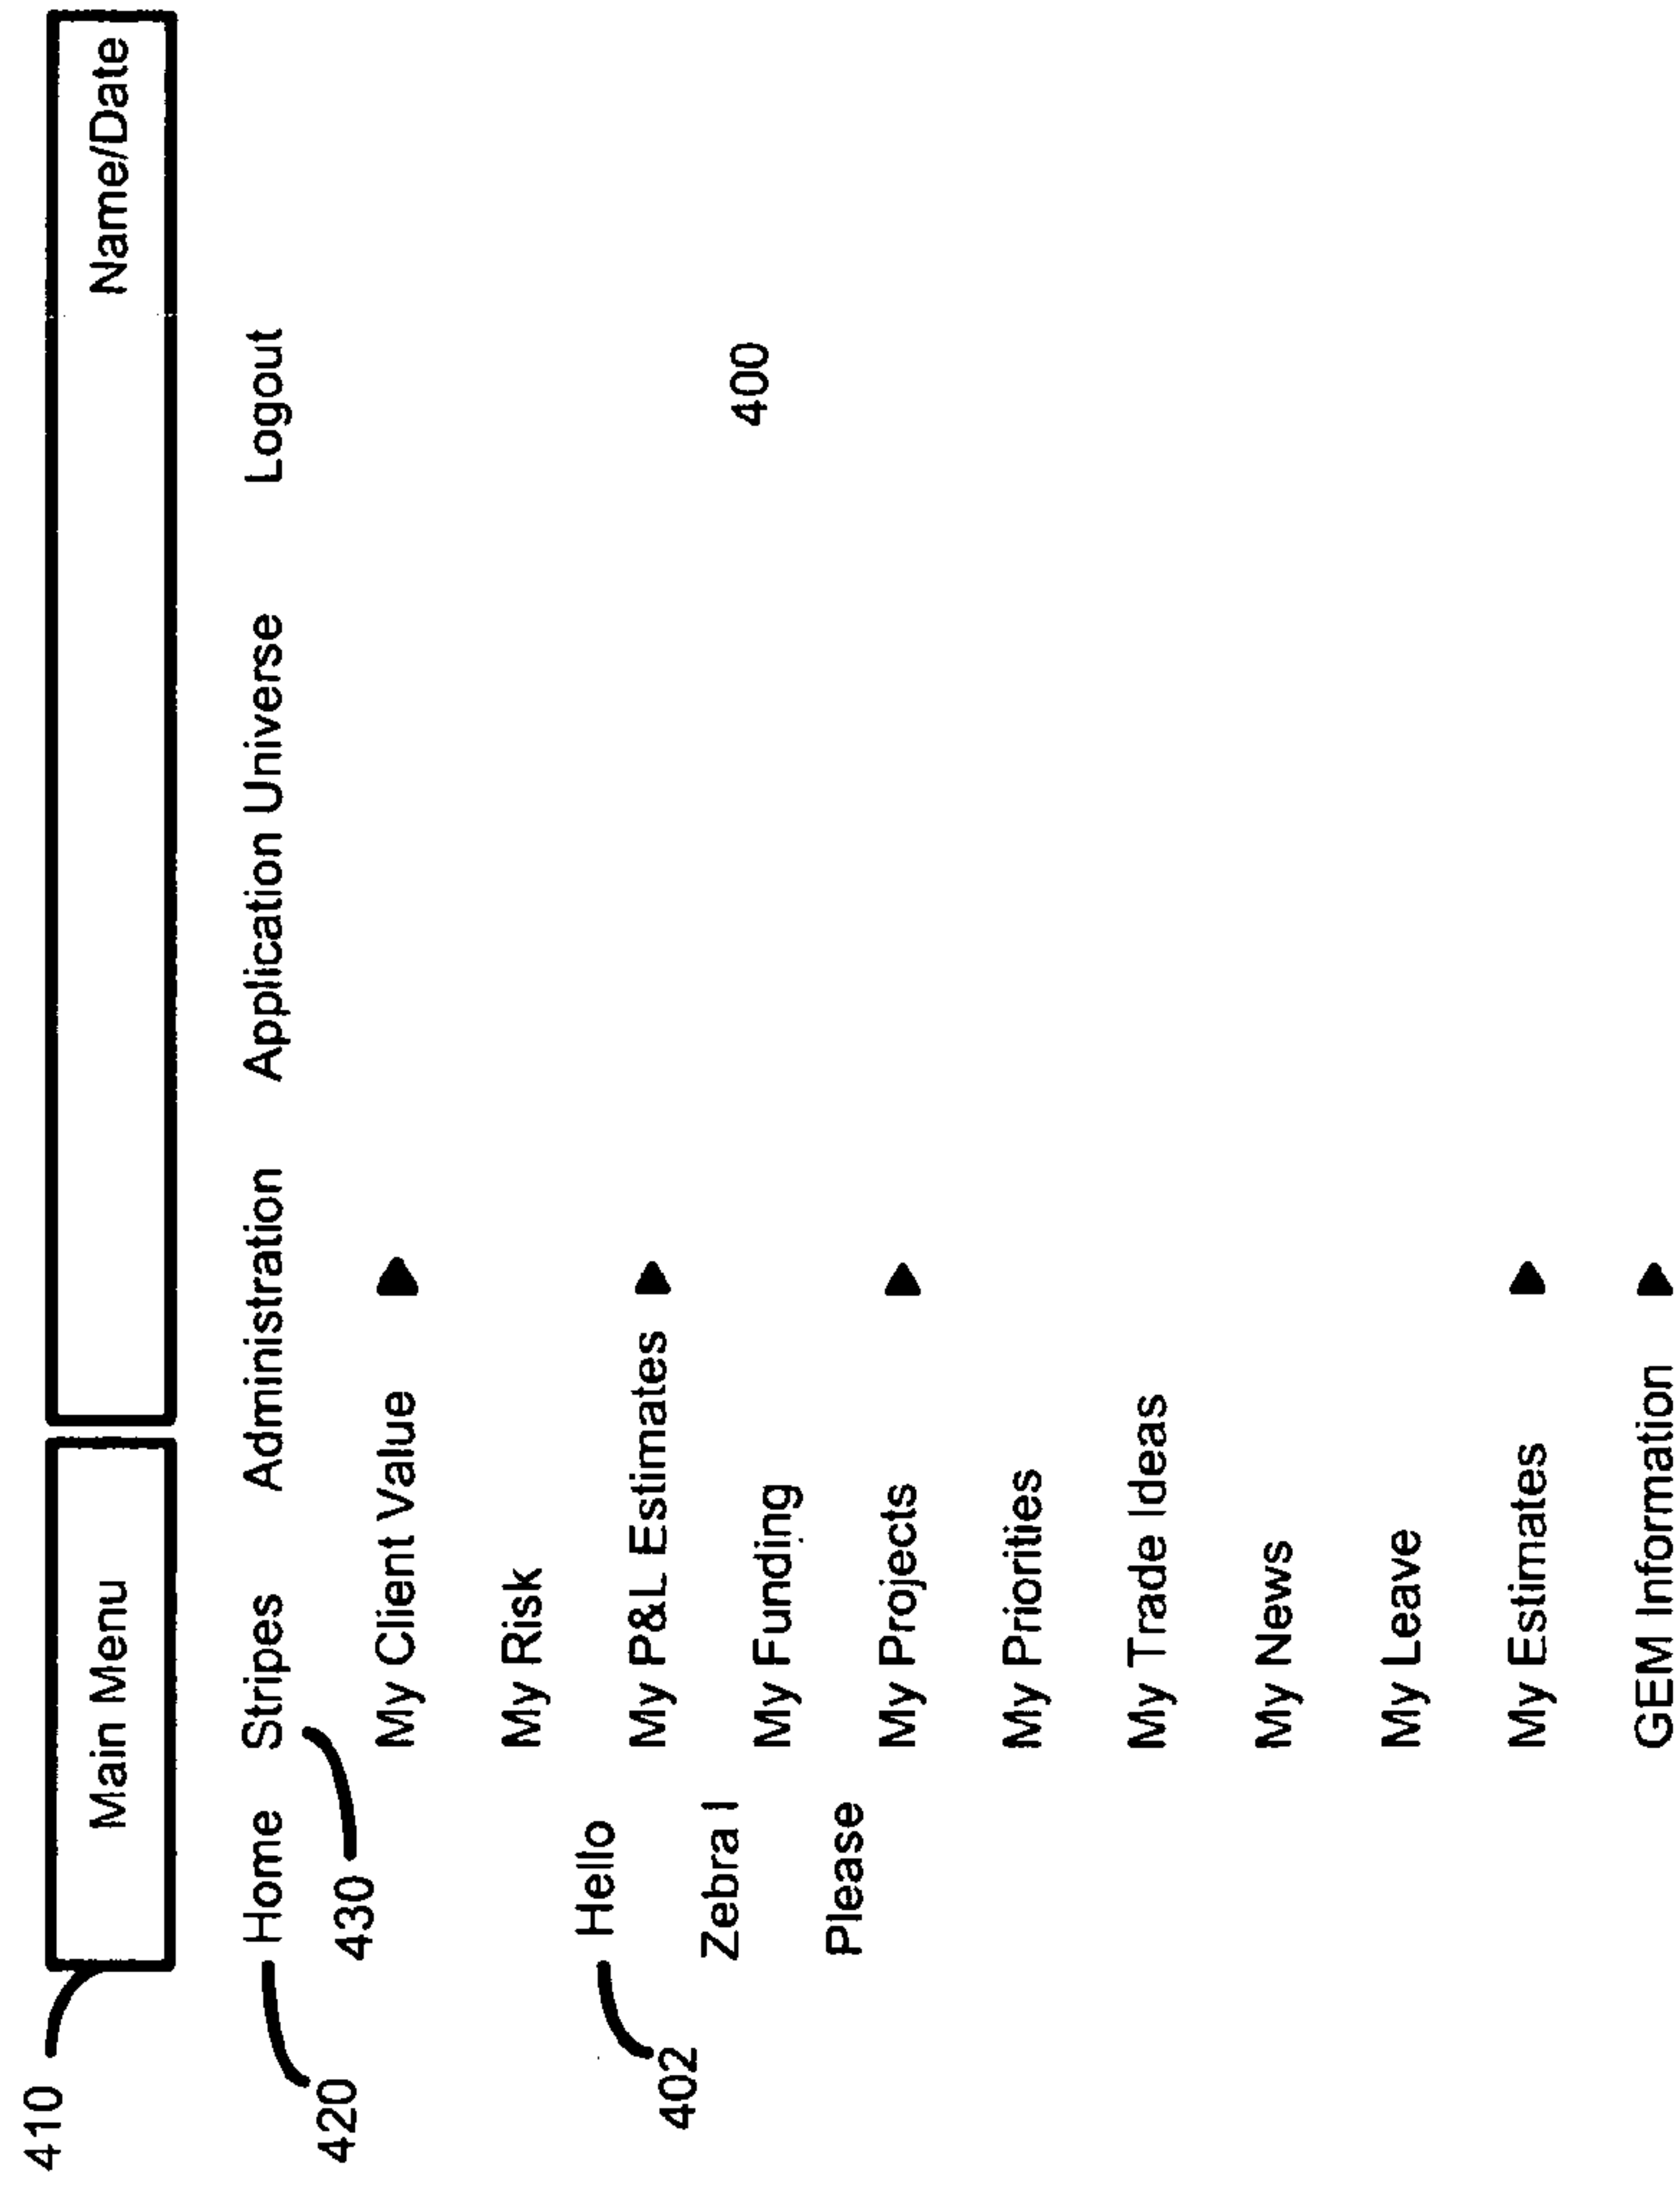 410
Main Menu Name/Date
420 Home Stripes Administration Application Universe Logout
430
My Client Value
My Risk
402 Hello
My P&L Estimates
Zebra I
400
My Funding
Please
My Projects
My Priorities
My Trade Ideas
My News
My Leave
My Estimates
GEM Information